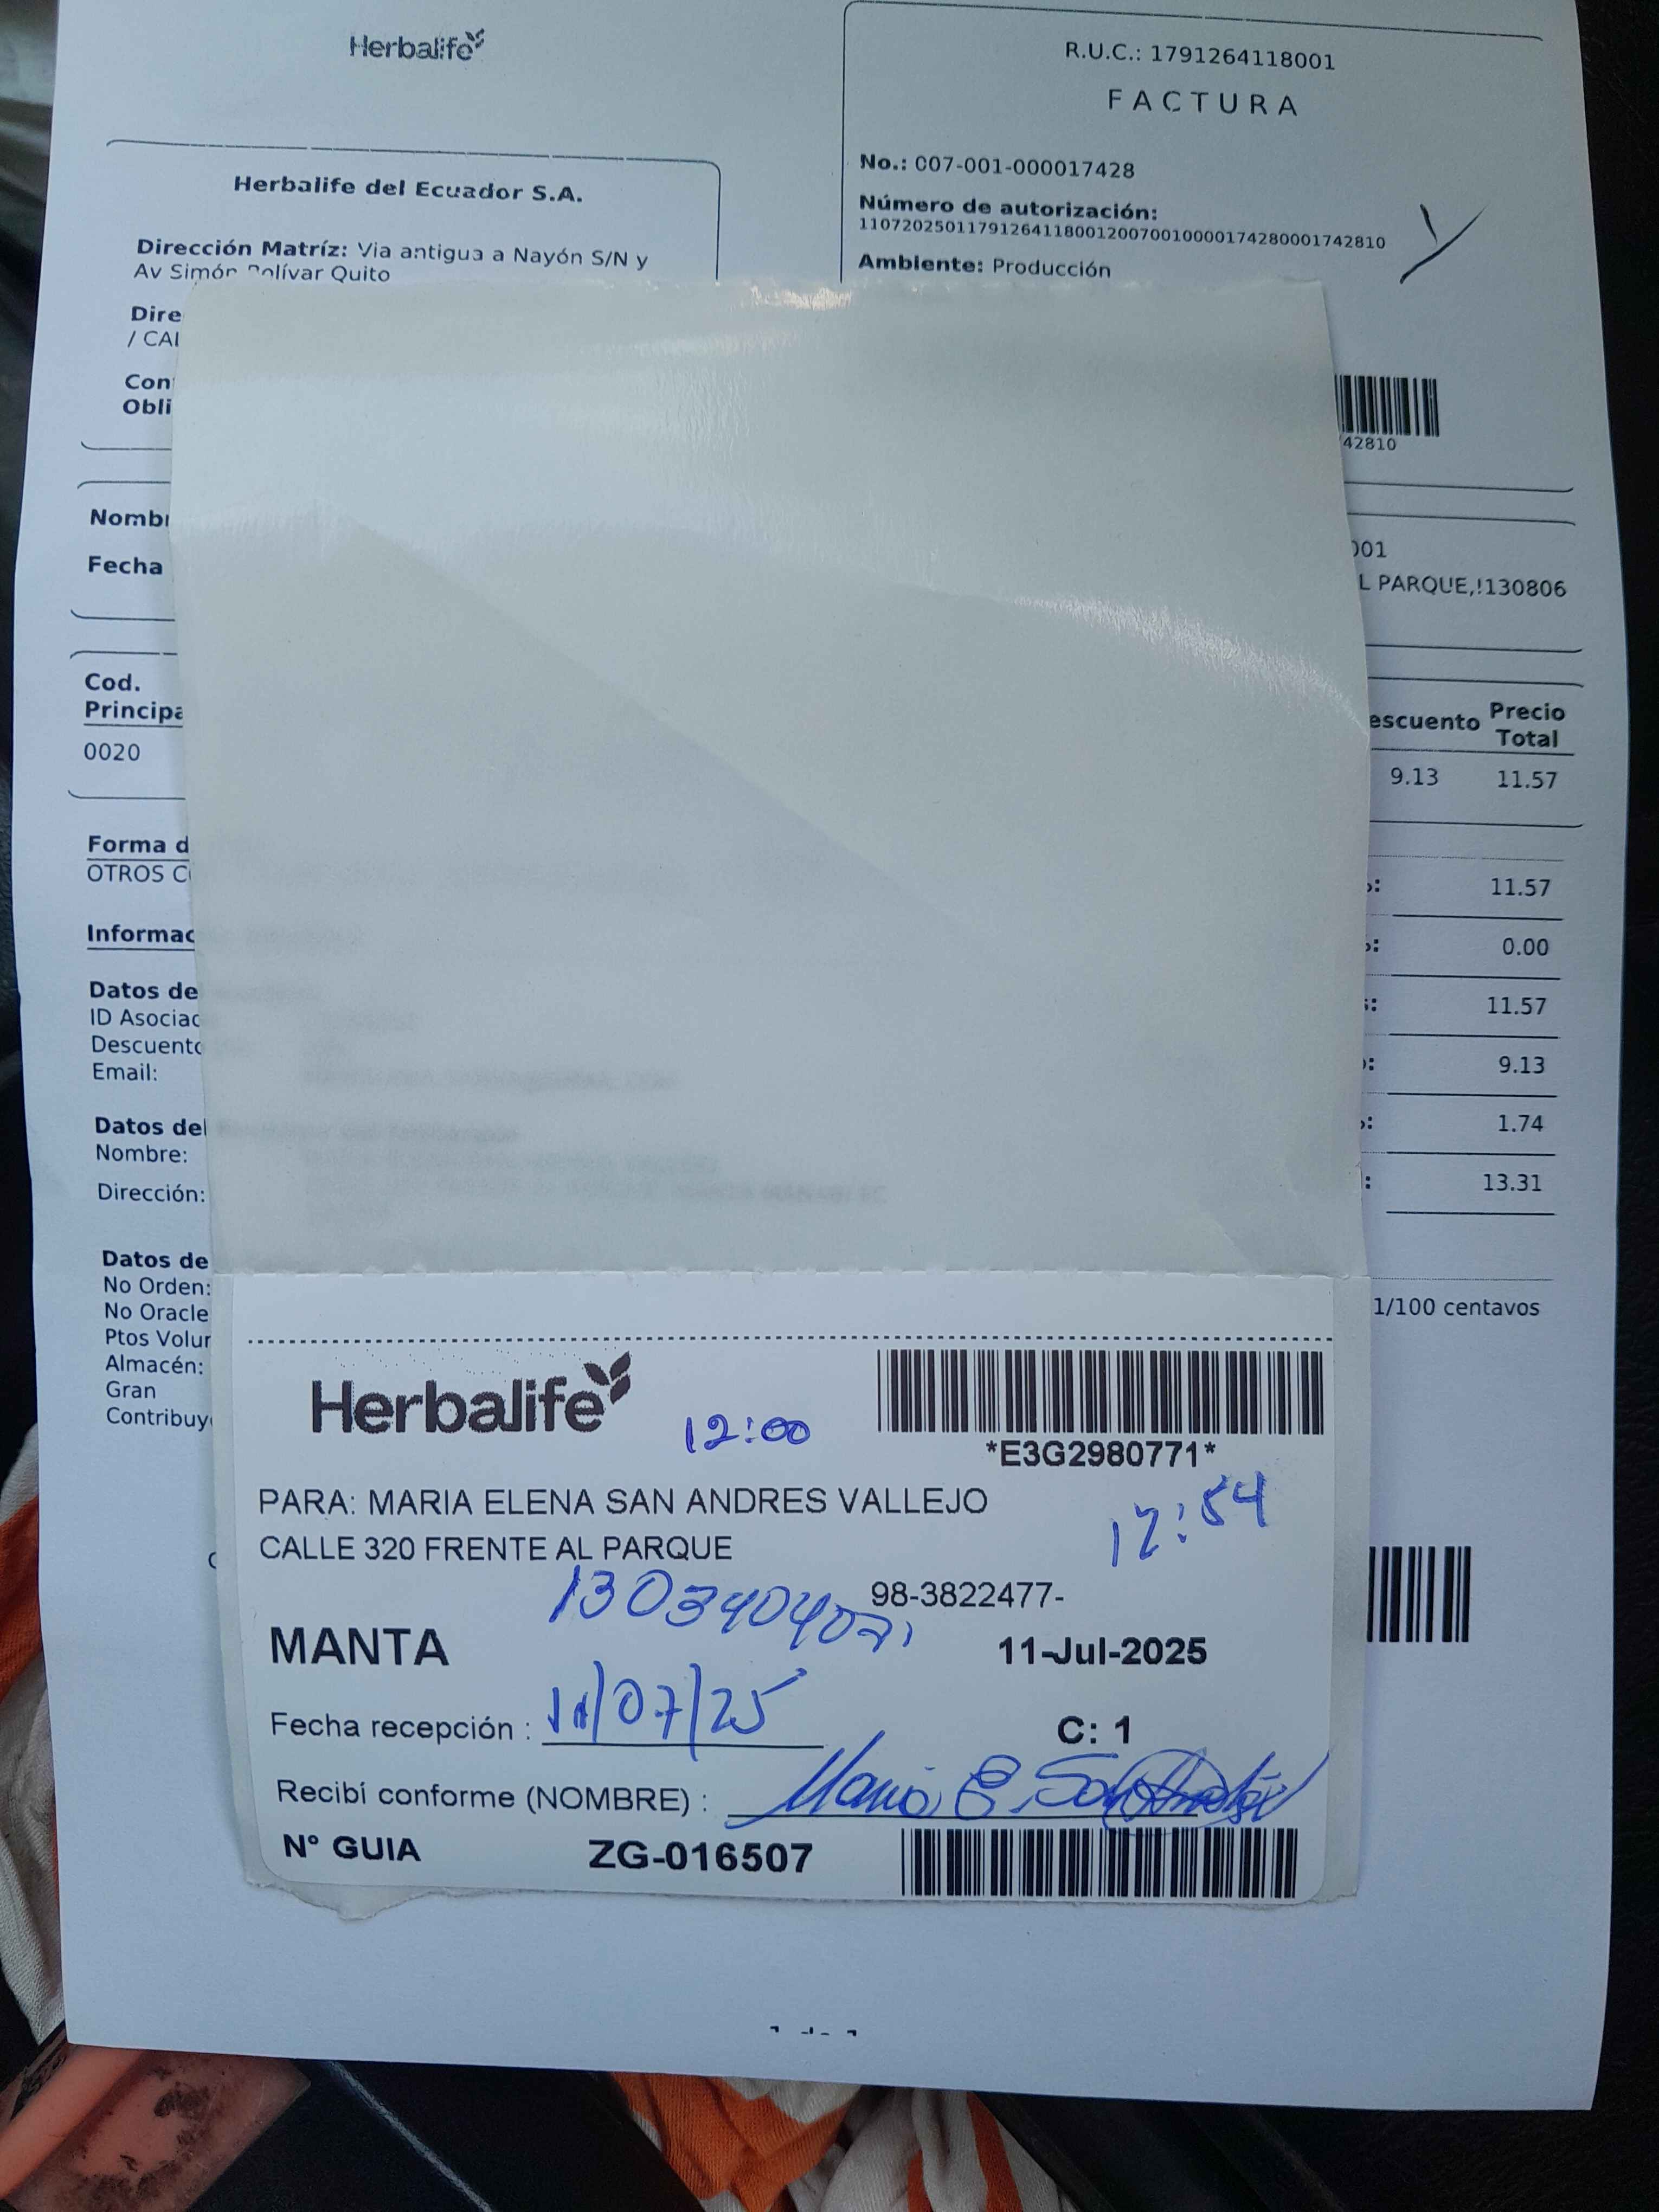 Herbalife
R.U.C.: 1791264118001
FACTURA
No.: 007-001-000017428
Número de autorización:
1107202501179126411800120070010000174280001742810
Ambiente: Producción
Herbalife del Ecuador S.A.
Dirección Matríz: Via antigua a Nayón S/N y
Av Simón Bolívar Quito
Dire
/ CAL
Con
Obli
42810
Nombr
Fecha
001
L PARQUE,!130806
Cod.
Principa
escuento
Precio
Total
0020
9.13 11.57
Forma d
OTROS C
11.57
0.00
Informac
11.57
Datos de
ID Asociac
Descuento
Email:
9.13
Datos del
Nombre:
1.74
Dirección:
13.31
Datos de
No Orden:
No Oracle
Ptos Volur
Almacén:
Gran
Contribuy
1/100 centavos
Herbalife
12:00
*E3G2980771*
PARA: MARIA ELENA SAN ANDRES VALLEJO
12:54
CALLE 320 FRENTE AL PARQUE
98-3822477-
MANTA
11-Jul-2025
Fecha recepción : 11/07/25
C: 1
Recibí conforme (NOMBRE) : Maria E. San
N° GUIA ZG-016507